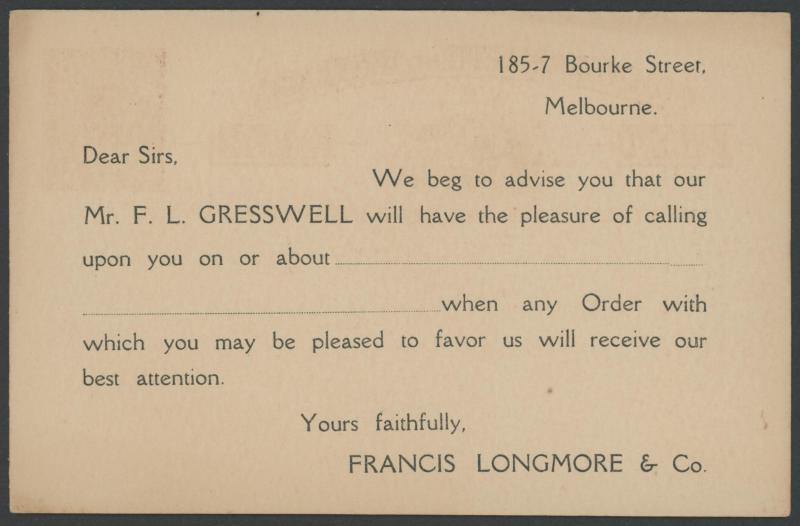 185-7 Bourke Street,
Melbourne.
Dear Sirs,
We beg to advise you that our
Mr. F. L. GRESSWELL will have the pleasure of calling
upon you on or about
when any Order with
which you may be pleased to favor us will receive our
best attention.
Yours faithfully,
FRANCIS LONGMORE & Co.